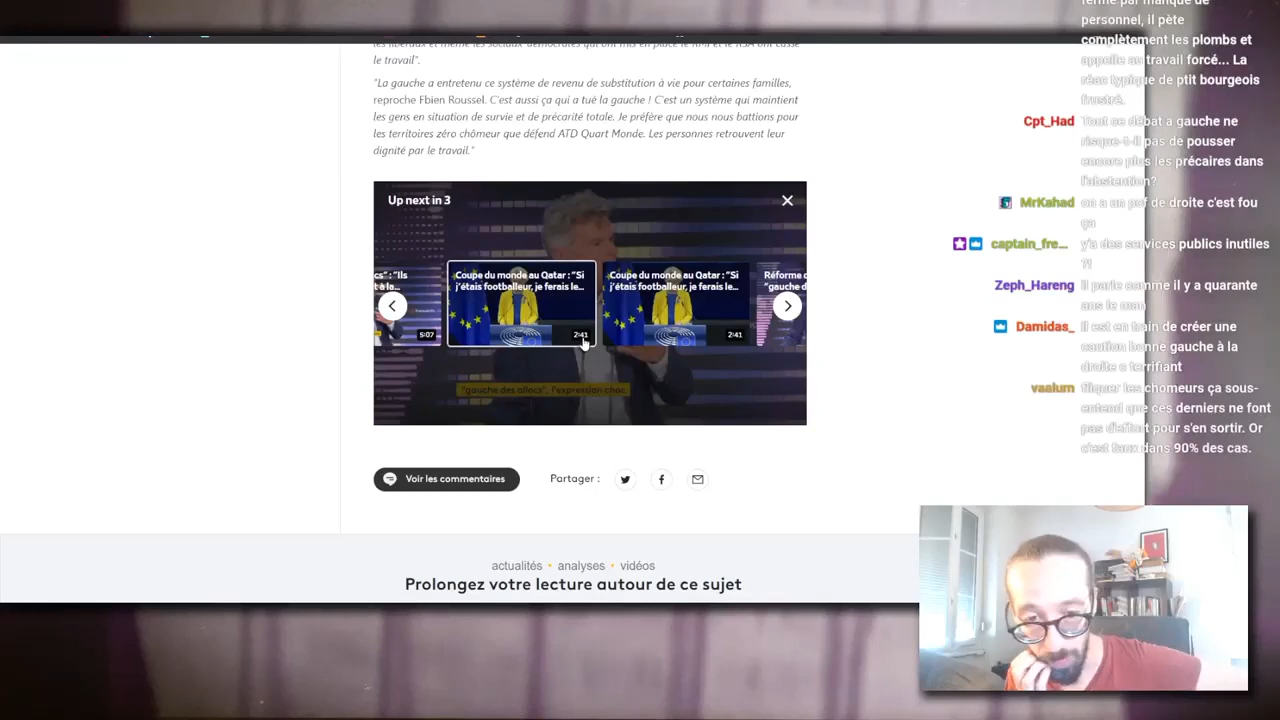 les libéraux et même les sociaux-démocrates qui ont mis en place le RMI et le RSA ont cassé
le travail".
"La gauche a entretenu ce système de revenu de substitution à vie pour certaines familles,
reproche Fbien Roussel. C'est aussi ça qui a tué la gauche ! C'est un système qui maintient
les gens en situation de survie et de précarité totale. Je préfère que nous nous battions pour
les territoires zéro chômeur que défend ATD Quart Monde. Les personnes retrouvent leur
dignité par le travail."
Up next in 3
cs" : "Ils
t à la...
5:07
Coupe du monde au Qatar : "Si
j'étais footballeur, je ferais le...
2:41
Coupe du monde au Qatar : "Si
j'étais footballeur, je ferais le...
2:41
Réforme d
"gauche d
"gauche des allocs", l'expression choc
Voir les commentaires
Partager :
actualités • analyses • vidéos
Prolongez votre lecture autour de ce sujet
fermé par manque de
personnel, il pète
complètement les plombs et
appelle au travail forcé... La
réac typique de ptit bourgeois
frustré.
Cpt_Had Tout ce débat a gauche ne
risque-t-il pas de pousser
encore plus les précaires dans
l'abstention?
MrKahad on a un pcf de droite c'est fou
ça
captain_fre... y'a des services publics inutiles
?!
Zeph_Hareng Il parle comme il y a quarante
ans le man
Damidas_ Il est en train de créer une
caution bonne gauche à la
droite c terrifiant
vaalum fliquer les chomeurs ça sous-
entend que ces derniers ne font
pas d'effort pour s'en sortir. Or
c'est faux dans 90% des cas.